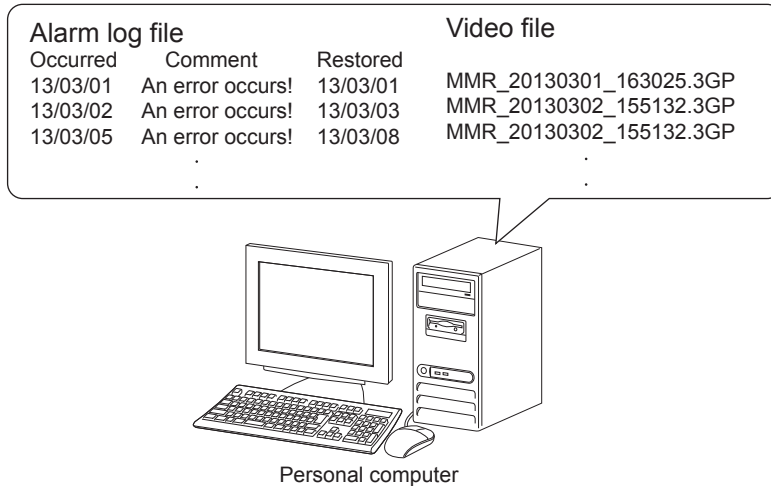 Alarm log file
Occurred Comment Restored
13/03/01 An error occurs! 13/03/01
13/03/02 An error occurs! 13/03/03
13/03/05 An error occurs! 13/03/08
.
.
Video file
MMR_20130301_163025.3GP
MMR_20130302_155132.3GP
MMR_20130302_155132.3GP
.
.
Personal computer